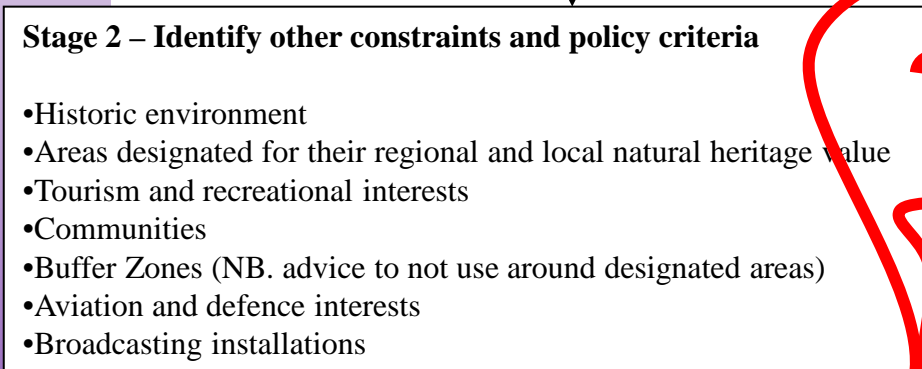 Stage 2 – Identify other constraints and policy criteria
•Historic environment
•Areas designated for their regional and local natural heritage value
•Tourism and recreational interests
•Communities
•Buffer Zones (NB. advice to not use around designated areas)
•Aviation and defence interests
•Broadcasting installations